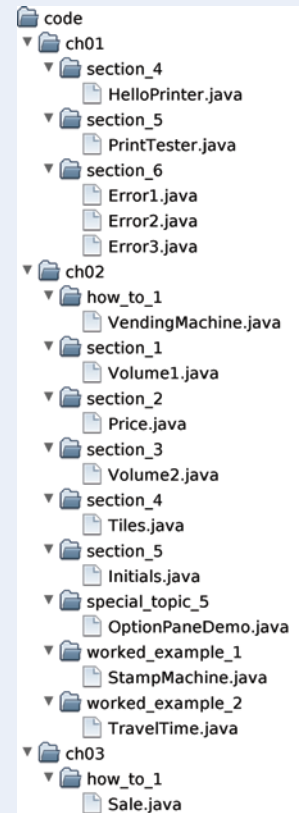 code
ch01
section_4
HelloPrinter.java
section_5
PrintTester.java
section_6
Error1.java
Error2.java
Error3.java
ch02
how_to_1
VendingMachine.java
section_1
Volume1.java
section_2
Price.java
section_3
Volume2.java
section_4
Tiles.java
section_5
Initials.java
special_topic_5
OptionPaneDemo.java
worked_example_1
StampMachine.java
worked_example_2
TravelTime.java
ch03
how_to_1
Sale.java